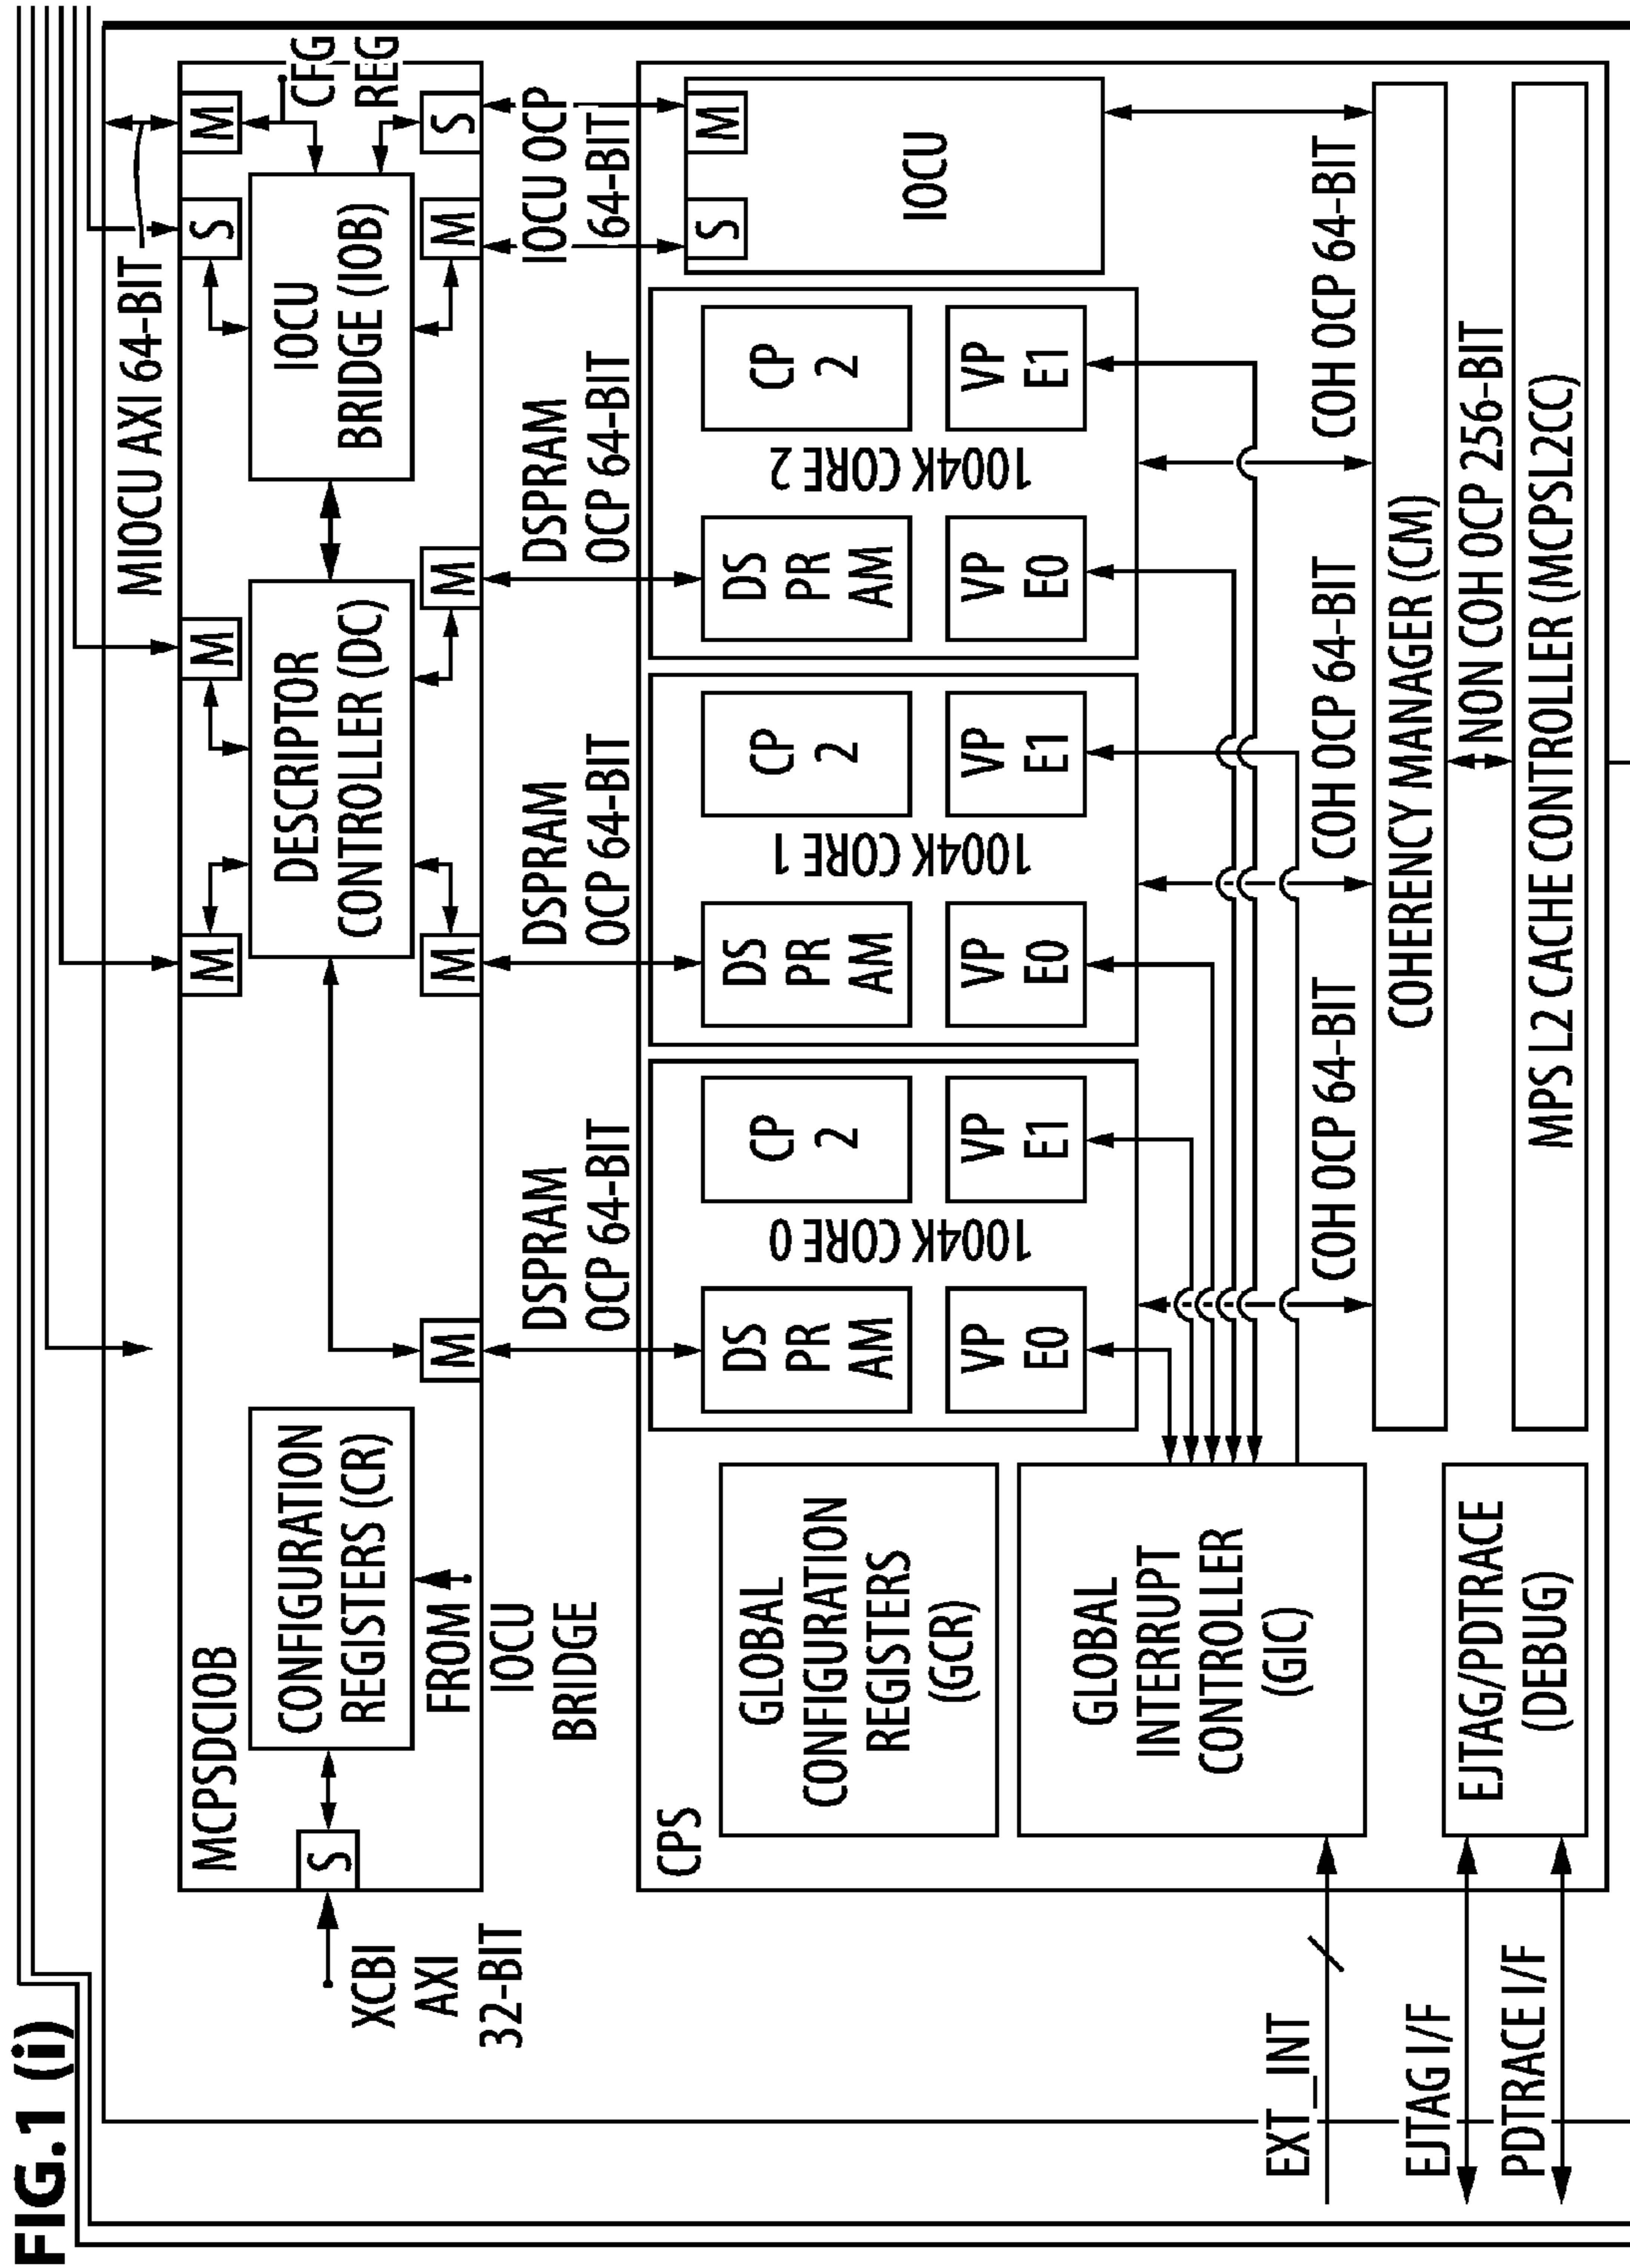 FIG.1 (i)
MCPSDCIOB
S
XCBI
AXI
32-BIT
CONFIGURATION
REGISTERS (CR)
FROM
IOCU
BRIDGE
M
M
M
M
M
DESCRIPTOR
CONTROLLER (DC)
MIOCU AXI 64-BIT
S
M
IOCU
BRIDGE (IOB)
CFG
REG
M
S
DSPRAM
OCP 64-BIT
DSPRAM
OCP 64-BIT
DSPRAM
OCP 64-BIT
IOCU OCP
64-BIT
CPS
GLOBAL
CONFIGURATION
REGISTERS
(GCR)
GLOBAL
INTERRUPT
CONTROLLER
(GIC)
EJTAG/PDTRACE
(DEBUG)
EXT_INT
EJTAG I/F
PDTRACE I/F
DS
PR
AM
CP
2
1004K CORE 0
VP
E0
VP
E1
DS
PR
AM
CP
2
1004K CORE 1
VP
E0
VP
E1
DS
PR
AM
CP
2
1004K CORE 2
VP
E0
VP
E1
S
M
IOCU
COH OCP 64-BIT
COH OCP 64-BIT
COH OCP 64-BIT
COHERENCY MANAGER (CM)
NON COH OCP 256-BIT
MPS L2 CACHE CONTROLLER (MCPSL2CC)